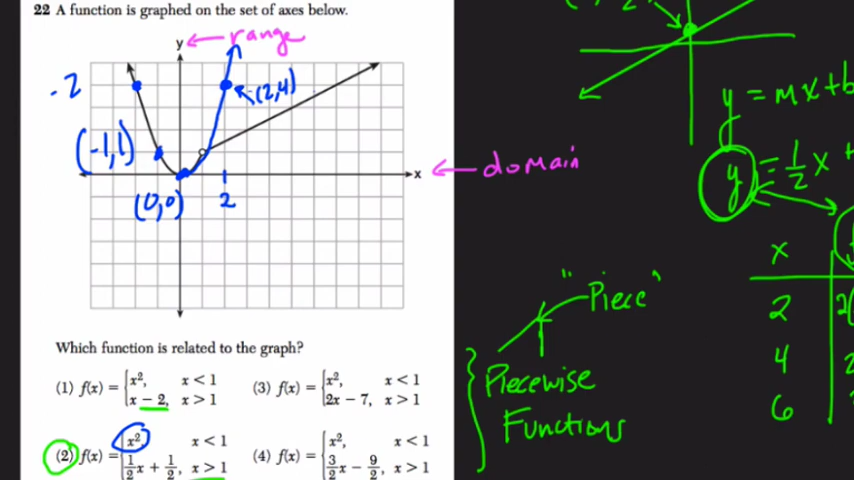 22 A function is graphed on the set of axes below.
y
range
-2
(2,4)
(-1,1)
x
domain
(0,0)
2
Which function is related to the graph?
(1) f(x) = {x², x < 1
x − 2, x > 1
(3) f(x) = {x², x < 1
2x − 7, x > 1
(2) f(x) = {x², x < 1
1/2 x + 1/2, x > 1
(4) f(x) = {x², x < 1
3/2 x − 9/2, x > 1
y = mx+b
y = 1/2 x +
"Piece"
Piecewise
Functions
x
2
4
6